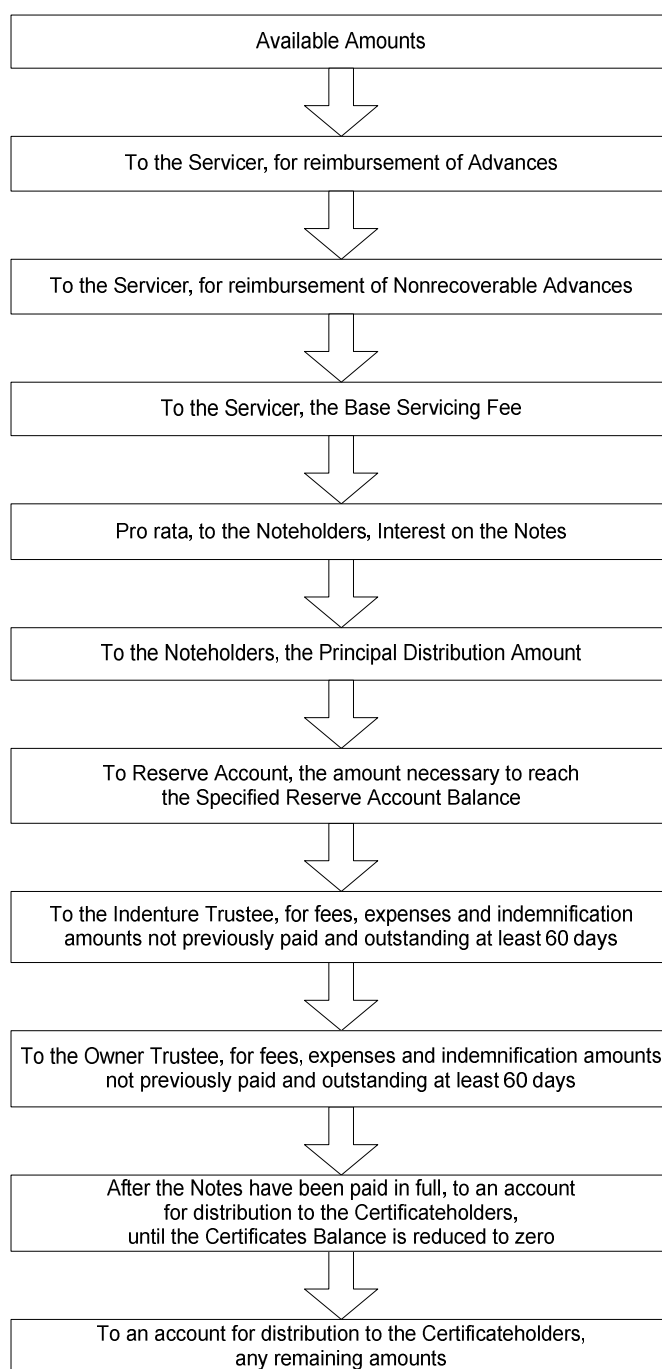 Available Amounts
To the Servicer, for reimbursement of Advances
To the Servicer, for reimbursement of Nonrecoverable Advances
To the Servicer, the Base Servicing Fee
Pro rata, to the Noteholders, Interest on the Notes
To the Noteholders, the Principal Distribution Amount
To Reserve Account, the amount necessary to reach
the Specified Reserve Account Balance
To the Indenture Trustee, for fees, expenses and indemnification
amounts not previously paid and outstanding at least 60 days
To the Owner Trustee, for fees, expenses and indemnification amounts
not previously paid and outstanding at least 60 days
After the Notes have been paid in full, to an account
for distribution to the Certificateholders,
until the Certificates Balance is reduced to zero
To an account for distribution to the Certificateholders,
any remaining amounts